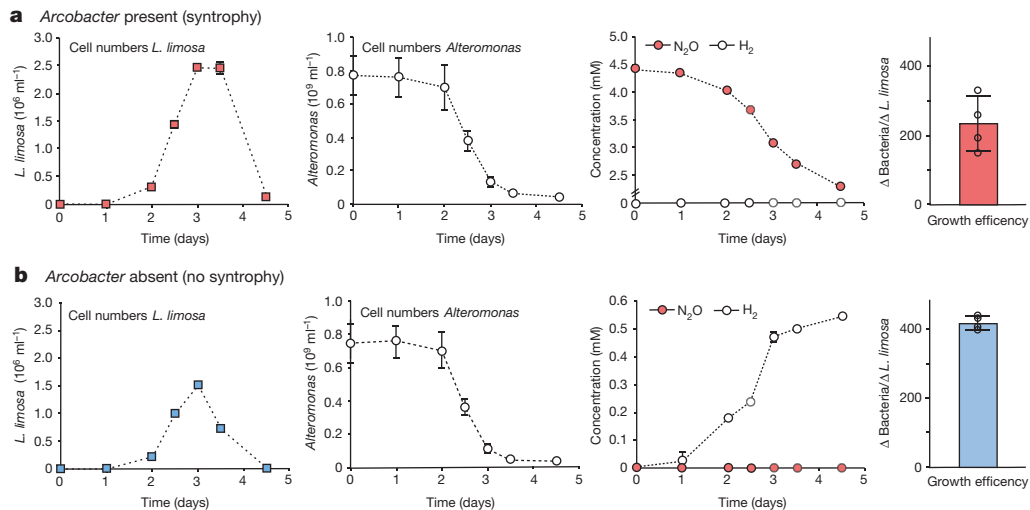 a Arcobacter present (syntrophy)
Cell numbers L. limosa
L. limosa (10⁶ ml⁻¹)
3.0
2.5
2.0
1.5
1.0
0.5
0
0 1 2 3 4 5
Time (days)
Cell numbers Alteromonas
Alteromonas (10⁹ ml⁻¹)
1.0
0.8
0.6
0.4
0.2
0
0 1 2 3 4 5
Time (days)
N₂O H₂
Concentration (mM)
5.0
4.5
4.0
3.5
3.0
2.5
0
0 1 2 3 4 5
Time (days)
Δ Bacteria/Δ L. limosa
400
200
0
Growth efficency
b Arcobacter absent (no syntrophy)
Cell numbers L. limosa
L. limosa (10⁶ ml⁻¹)
3.0
2.5
2.0
1.5
1.0
0.5
0
0 1 2 3 4 5
Time (days)
Cell numbers Alteromonas
Alteromonas (10⁹ ml⁻¹)
1.0
0.8
0.6
0.4
0.2
0
0 1 2 3 4 5
Time (days)
N₂O H₂
Concentration (mM)
0.6
0.5
0.4
0.3
0.2
0.1
0
0 1 2 3 4 5
Time (days)
Δ Bacteria/Δ L. limosa
400
200
0
Growth efficency